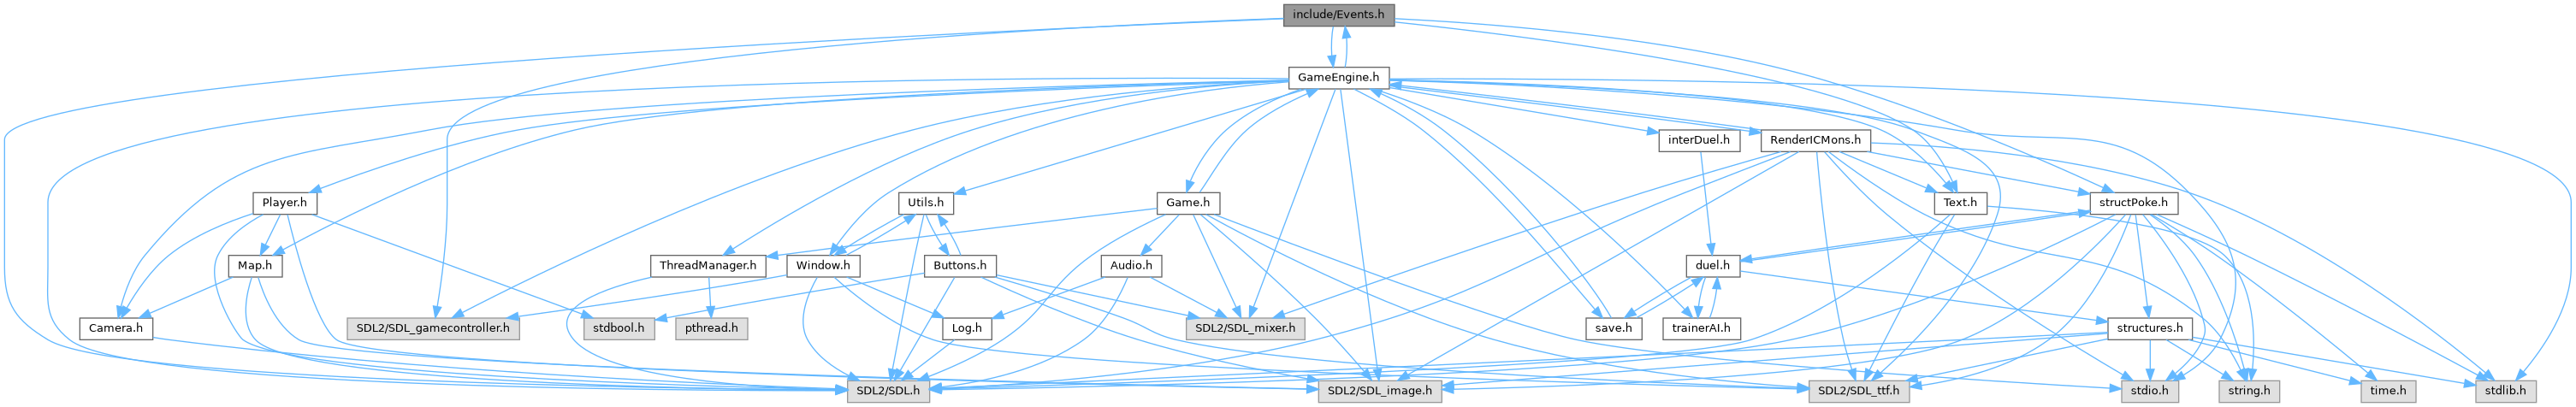 include/Events.h
GameEngine.h
interDuel.h
RenderICMons.h
Player.h
Utils.h
Game.h
Text.h
structPoke.h
Map.h
ThreadManager.h
Window.h
Buttons.h
Audio.h
duel.h
Camera.h
SDL2/SDL_gamecontroller.h
stdbool.h
pthread.h
Log.h
SDL2/SDL_mixer.h
save.h
trainerAI.h
structures.h
SDL2/SDL.h
SDL2/SDL_image.h
SDL2/SDL_ttf.h
stdio.h
string.h
time.h
stdlib.h